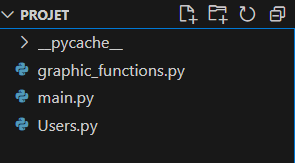 PROJET
__pycache__
graphic_functions.py
main.py
Users.py